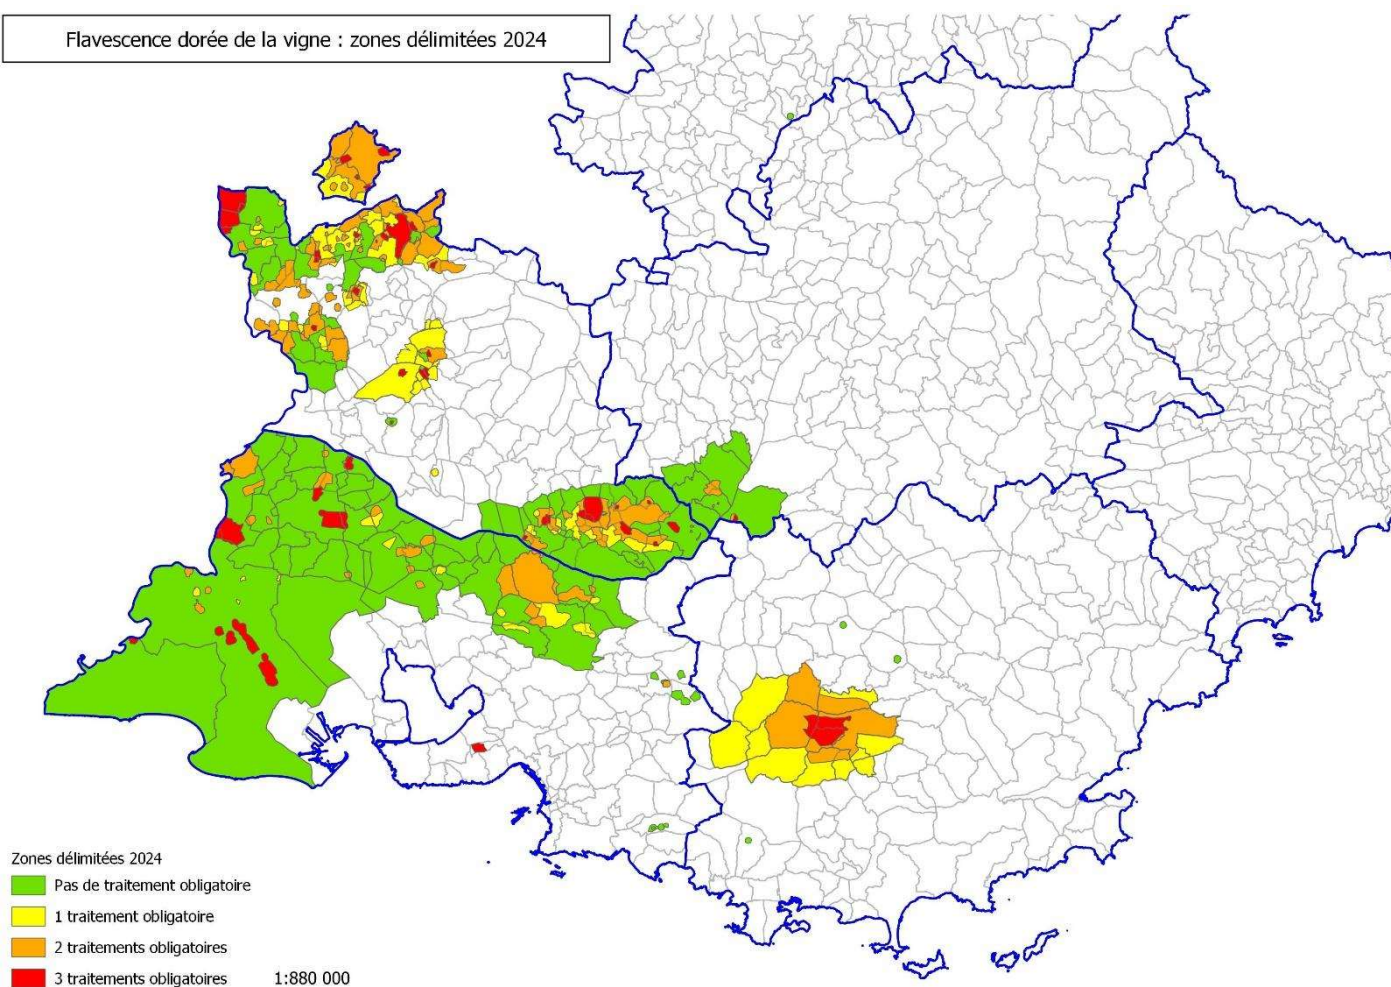 Flavescence dorée de la vigne : zones délimitées 2024
Zones délimitées 2024
Pas de traitement obligatoire
1 traitement obligatoire
2 traitements obligatoires
3 traitements obligatoires 1:880 000